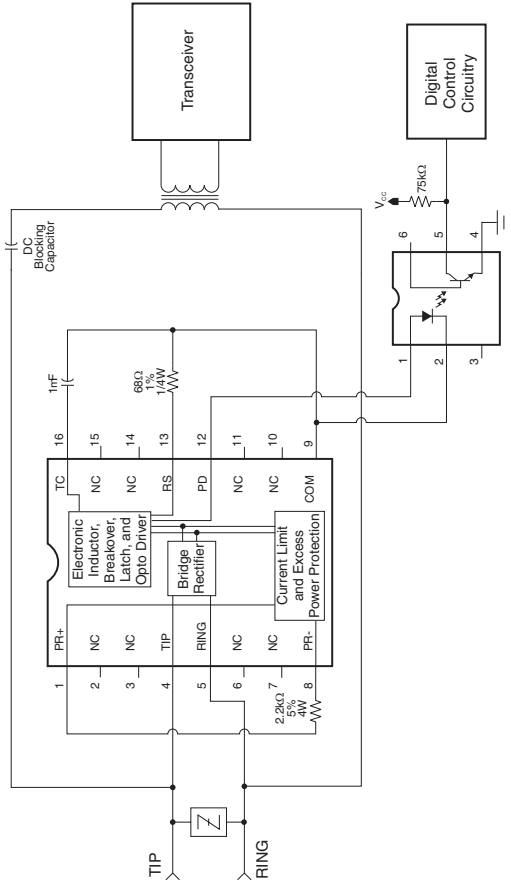 Transceiver
Digital
Control
Circuitry
VCC
75kΩ
DC
Blocking
Capacitor
1nF
68Ω
1%
1/4W
1
2
3
6
5
4
16
15
14
13
12
11
10
9
TC
NC
NC
RS
PD
NC
NC
COM
Electronic
Inductor,
Breakover,
Latch, and
Opto Driver
Bridge
Rectifier
Current Limit
and Excess
Power Protection
PR+
NC
NC
TIP
RING
NC
NC
PR-
1
2
3
4
5
6
7
8
2.2kΩ
5%
4W
Z
TIP
RING